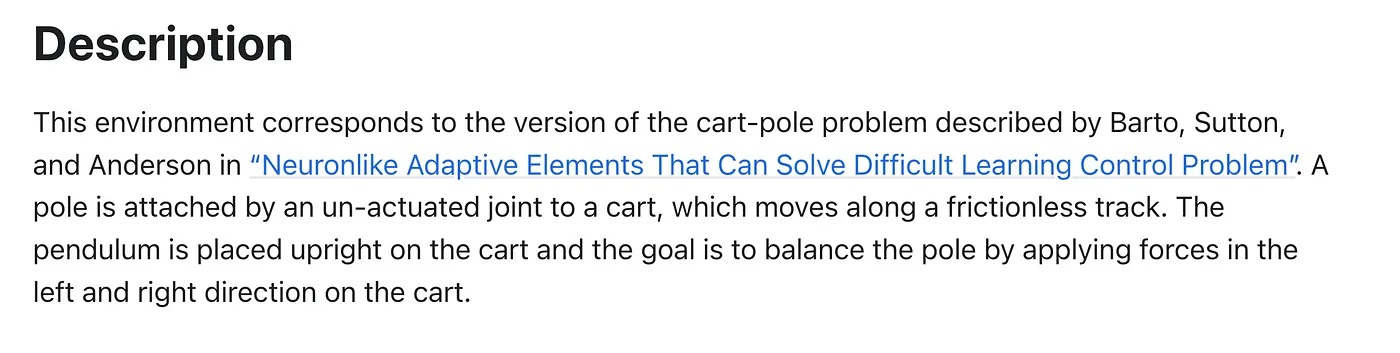 Description
This environment corresponds to the version of the cart-pole problem described by Barto, Sutton,
and Anderson in “Neuronlike Adaptive Elements That Can Solve Difficult Learning Control Problem”. A
pole is attached by an un-actuated joint to a cart, which moves along a frictionless track. The
pendulum is placed upright on the cart and the goal is to balance the pole by applying forces in the
left and right direction on the cart.